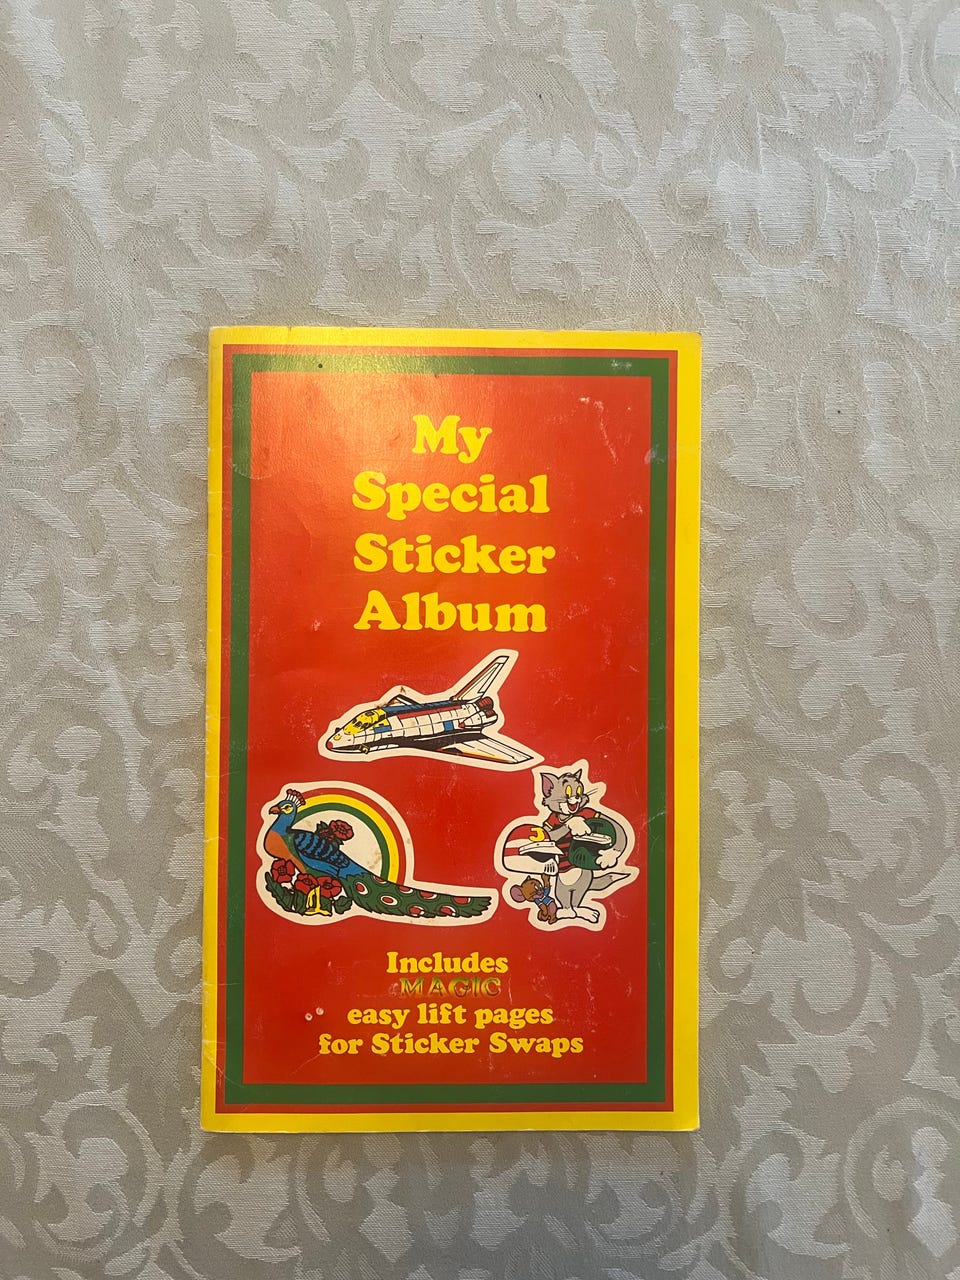 My
Special
Sticker
Album
Includes
MAGIC
easy lift pages
for Sticker Swaps